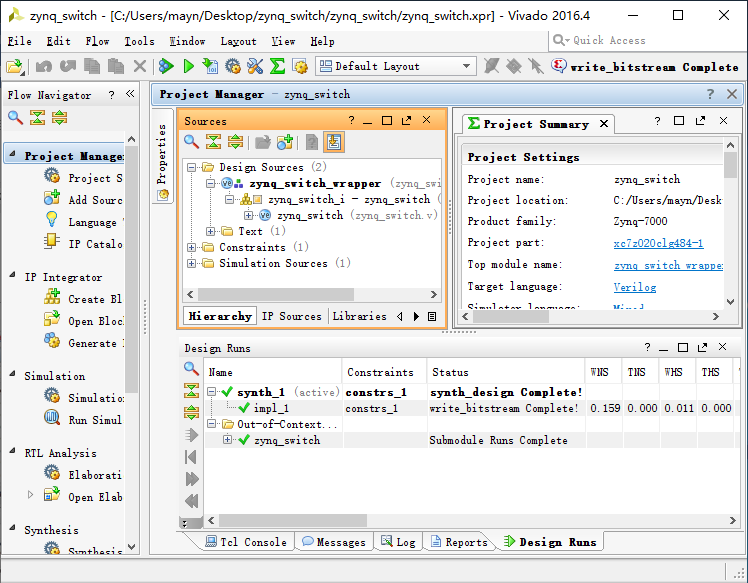 zynq_switch - [C:/Users/mayn/Desktop/zynq_switch/zynq_switch/zynq_switch.xpr] - Vivado 2016.4
File Edit Flow Tools Window Layout View Help
Quick Access
Default Layout
write_bitstream Complete
Flow Navigator ? «
Project Manager
Project S
Add Sourc
Language
IP Catalo
IP Integrator
Create Bl
Open Bloc
Generate
Simulation
Simulatio
Run Simul
RTL Analysis
Elaborati
Open Elab
Synthesis
Synthesis
Project Manager - zynq_switch
Properties
Sources
Design Sources (2)
zynq_switch_wrapper (zynq_swi
zynq_switch_i - zynq_switch (
zynq_switch (zynq_switch.v)
Text (1)
Constraints (1)
Simulation Sources (1)
Hierarchy IP Sources Libraries
Σ Project Summary ×
Project Settings
Project name: zynq_switch
Project location: C:/Users/mayn/Desk
Product family: Zynq-7000
Project part: xc7z020clg484-1
Top module name: zynq_switch_wrapper
Target language: Verilog
Simulator language: Mixed
Design Runs
Name Constraints Status WNS TNS WHS THS
synth_1 (active) constrs_1 synth_design Complete!
impl_1 constrs_1 write_bitstream Complete! 0.159 0.000 0.011 0.000
Out-of-Context...
zynq_switch Submodule Runs Complete
Tcl Console Messages Log Reports Design Runs